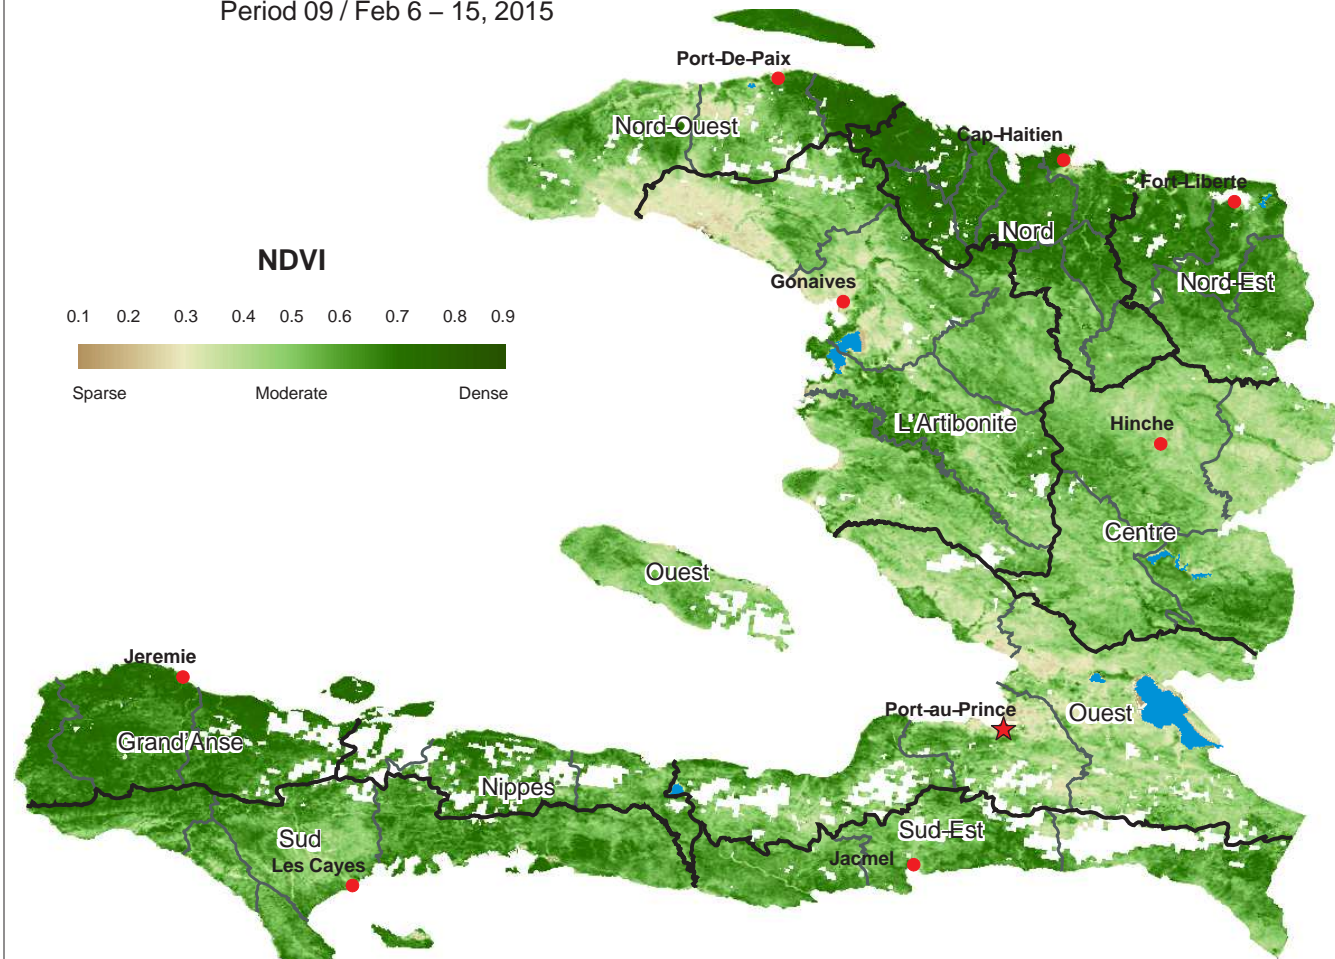 Period 09 / Feb 6 – 15, 2015
Port-De-Paix
Nord-Ouest
Cap-Haitien
Fort-Liberte
Nord
NDVI
Gonaives
Nord-Est
0.1 0.2 0.3 0.4 0.5 0.6 0.7 0.8 0.9
Sparse Moderate Dense
L'Artibonite
Hinche
Centre
Ouest
Jeremie
Port-au-Prince
Ouest
Grand'Anse
Nippes
Sud
Sud-Est
Les Cayes
Jacmel